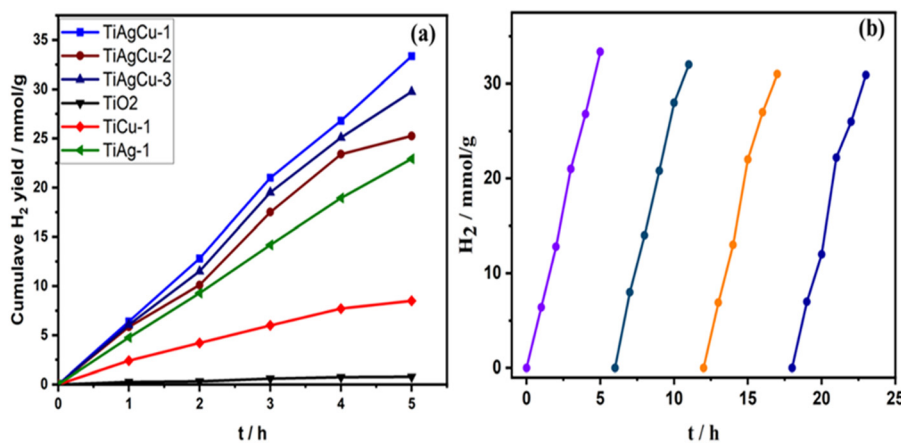 (a)
TiAgCu-1
TiAgCu-2
TiAgCu-3
TiO2
TiCu-1
TiAg-1
Cumulave H2 yield / mmol/g
35
30
25
20
15
10
5
0
0 1 2 3 4 5
t / h
(b)
H2 / mmol/g
30
20
10
0
0 5 10 15 20 25
t / h